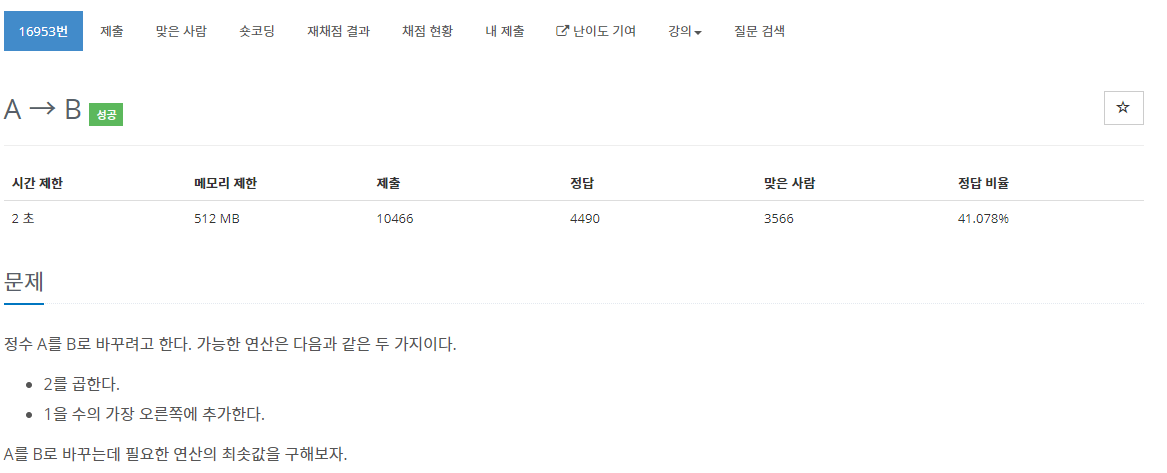 16953번 제출 맞은 사람 숏코딩 재채점 결과 채점 현황 내 제출 난이도 기여 강의 질문 검색
A → B 성공
시간 제한 메모리 제한 제출 정답 맞은 사람 정답 비율
2 초 512 MB 10466 4490 3566 41.078%
문제
정수 A를 B로 바꾸려고 한다. 가능한 연산은 다음과 같은 두 가지이다.
2를 곱한다.
1을 수의 가장 오른쪽에 추가한다.
A를 B로 바꾸는데 필요한 연산의 최솟값을 구해보자.